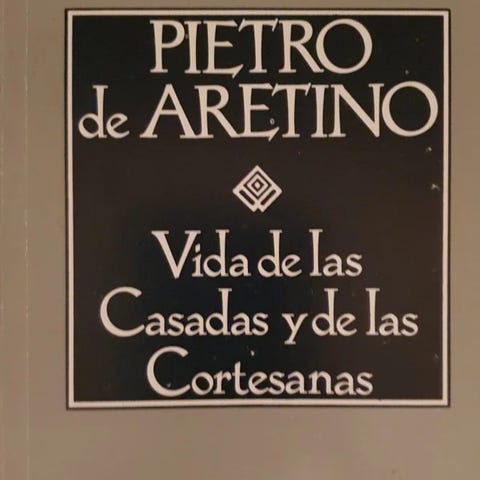 PIETRO
de ARETINO
Vida de las
Casadas y de las
Cortesanas